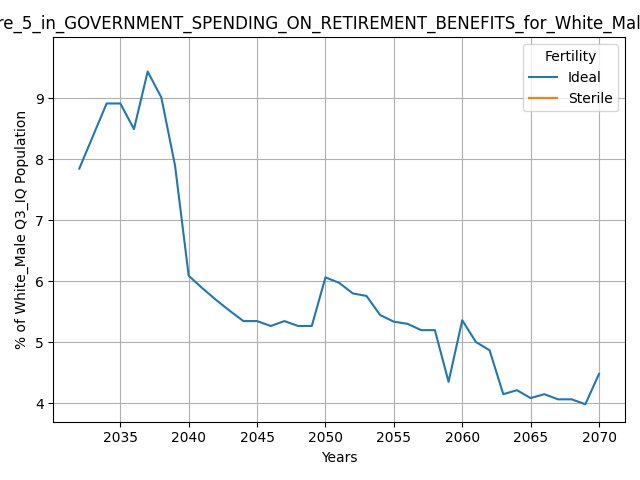 re_5_in_GOVERNMENT_SPENDING_ON_RETIREMENT_BENEFITS_for_White_Mal
Fertility
Ideal
Sterile
% of White_Male Q3_IQ Population
9
8
7
6
5
4
2035 2040 2045 2050 2055 2060 2065 2070
Years